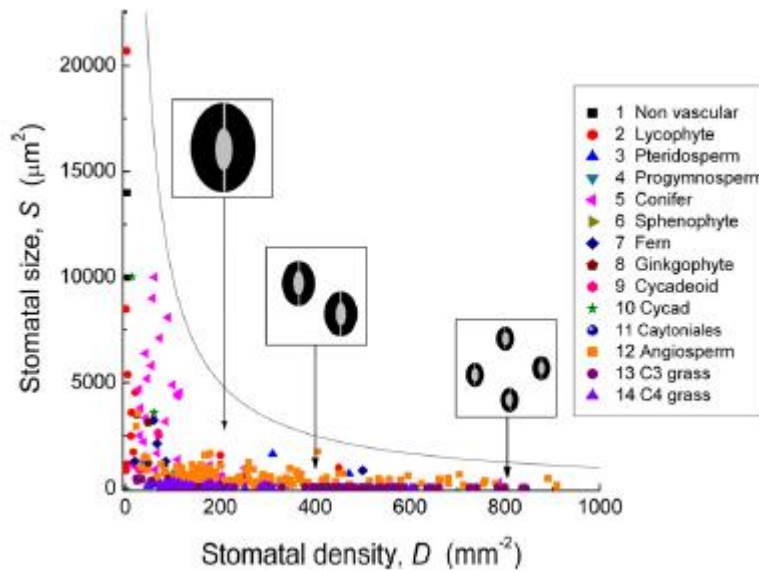 20000
15000
10000
5000
0
Stomatal size, S (μm²)
0 200 400 600 800 1000
Stomatal density, D (mm⁻²)
1 Non vascular
2 Lycophyte
3 Pteridosperm
4 Progymnosperm
5 Conifer
6 Sphenophyte
7 Fern
8 Ginkgophyte
9 Cycadeoid
10 Cycad
11 Caytoniales
12 Angiosperm
13 C3 grass
14 C4 grass